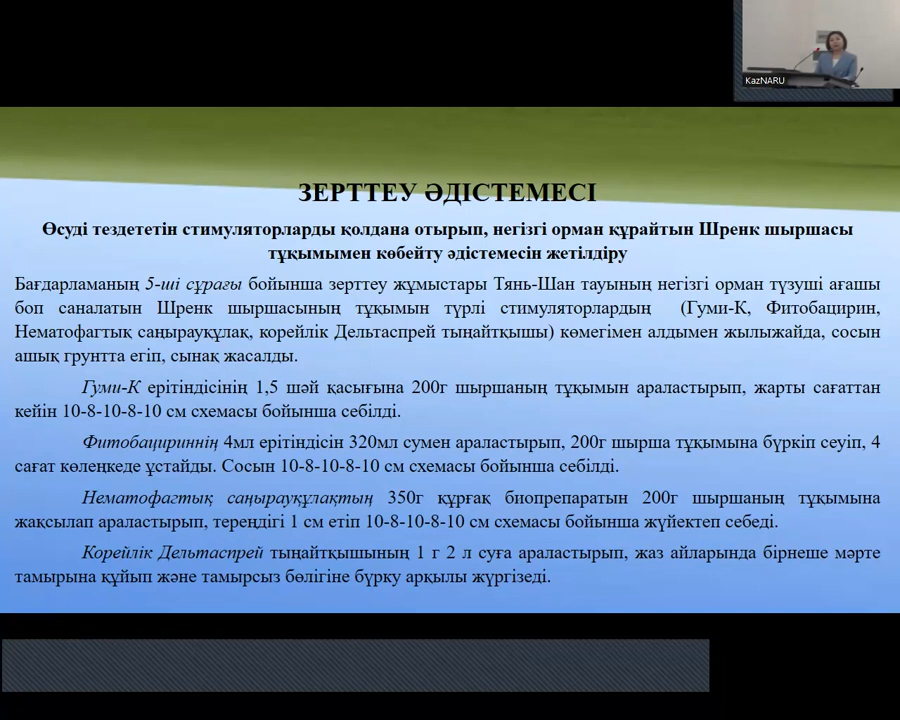 KazNARU
ЗЕРТТЕУ ӘДІСТЕМЕСІ
Өсуді тездететін стимуляторларды қолдана отырып, негізгі орман құрайтын Шренк шыршасы
тұқымымен көбейту әдістемесін жетілдіру
Бағдарламаның 5-ші сұрағы бойынша зерттеу жұмыстары Тянь-Шан тауының негізгі орман түзуші ағашы
боп саналатын Шренк шыршасының тұқымын түрлі стимуляторлардың (Гуми-К, Фитобацирин,
Нематофагтық саңырауқұлақ, корейлік Дельтаспрей тыңайтқышы) көмегімен алдымен жылыжайда, сосын
ашық грунтта егіп, сынақ жасалды.
Гуми-К ерітіндісінің 1,5 шәй қасығына 200г шыршаның тұқымын араластырып, жарты сағаттан
кейін 10-8-10-8-10 см схемасы бойынша себілді.
Фитобацириннің 4мл ерітіндісін 320мл сумен араластырып, 200г шырша тұқымына бүркіп сеуіп, 4
сағат көлеңкеде ұстайды. Сосын 10-8-10-8-10 см схемасы бойынша себілді.
Нематофагтық саңырауқұлақтың 350г құрғақ биопрепаратын 200г шыршаның тұқымына
жақсылап араластырып, тереңдігі 1 см етіп 10-8-10-8-10 см схемасы бойынша жүйектеп себеді.
Корейлік Дельтаспрей тыңайтқышының 1 г 2 л суға араластырып, жаз айларында бірнеше мәрте
тамырына құйып және тамырсыз бөлігіне бүрку арқылы жүргізеді.